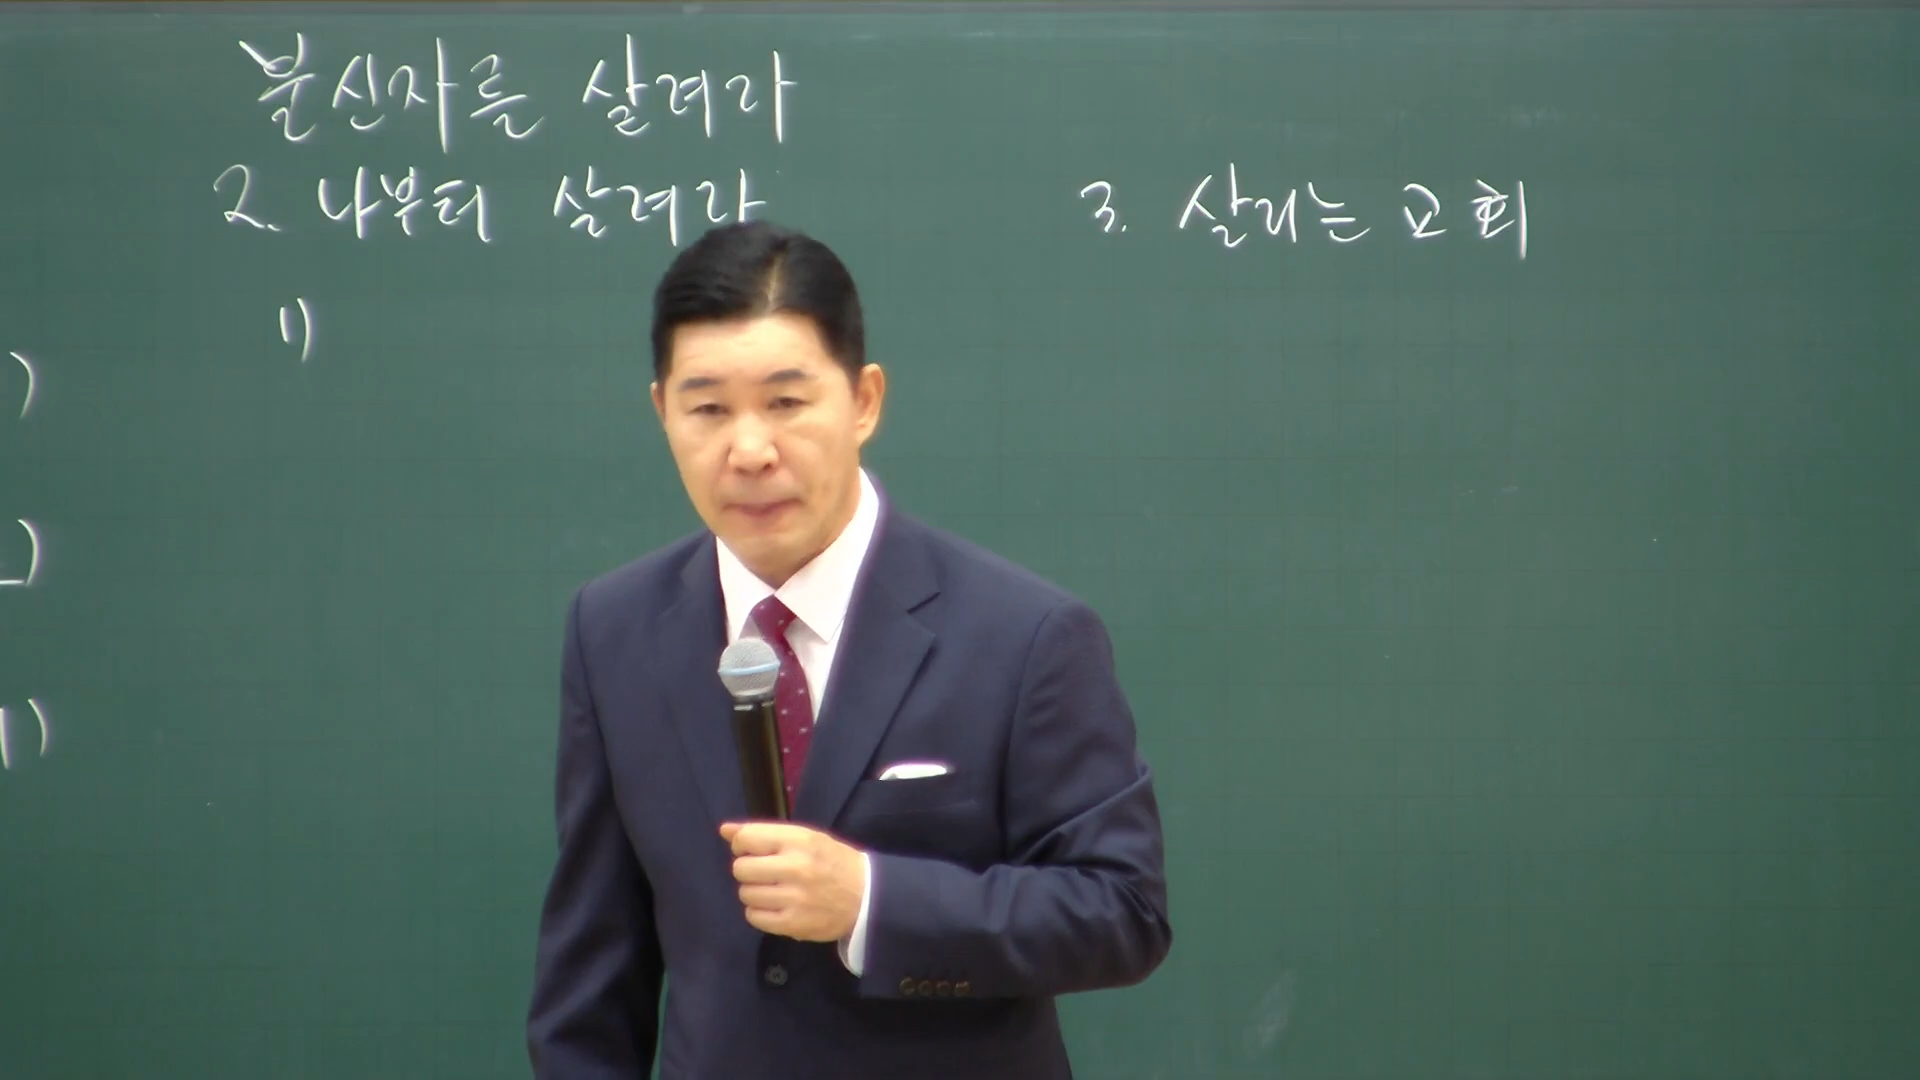 불신자를 살려라
2. 나부터 살려라
3. 살리는 교회
1)
)
)
1)